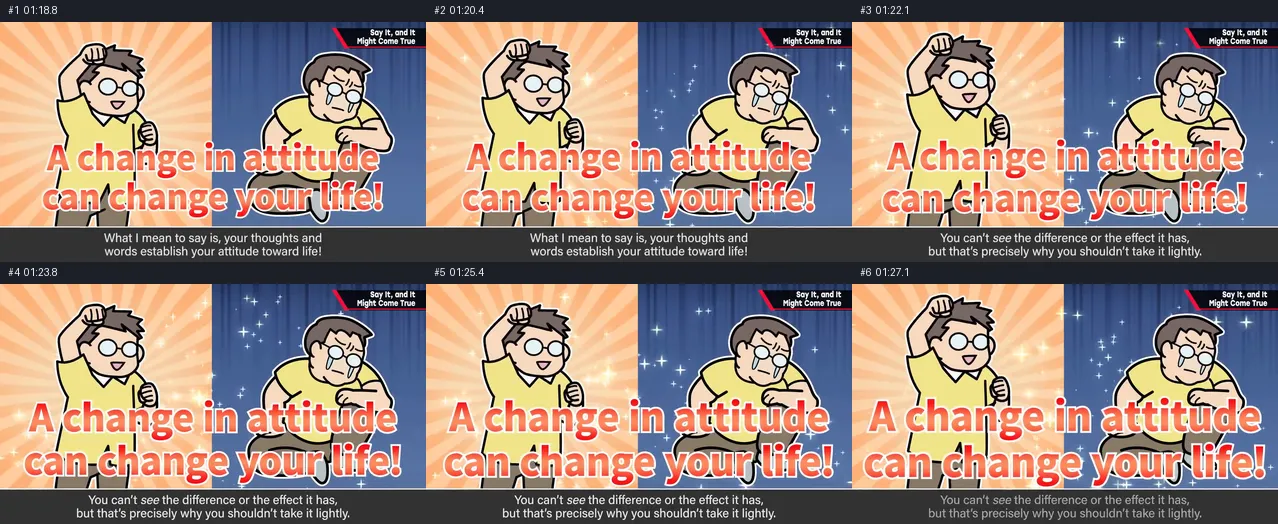 #1 01:18.8
Say It, and It
Might Come True
A change in attitude
can change your life!
What I mean to say is, your thoughts and
words establish your attitude toward life!
#2 01:20.4
Say It, and It
Might Come True
A change in attitude
can change your life!
What I mean to say is, your thoughts and
words establish your attitude toward life!
#3 01:22.1
Say It, and It
Might Come True
A change in attitude
can change your life!
You can't see the difference or the effect it has,
but that's precisely why you shouldn't take it lightly.
#4 01:23.8
Say It, and It
Might Come True
A change in attitude
can change your life!
You can't see the difference or the effect it has,
but that's precisely why you shouldn't take it lightly.
#5 01:25.4
Say It, and It
Might Come True
A change in attitude
can change your life!
You can't see the difference or the effect it has,
but that's precisely why you shouldn't take it lightly.
#6 01:27.1
Say It, and It
Might Come True
A change in attitude
can change your life!
You can't see the difference or the effect it has,
but that's precisely why you shouldn't take it lightly.